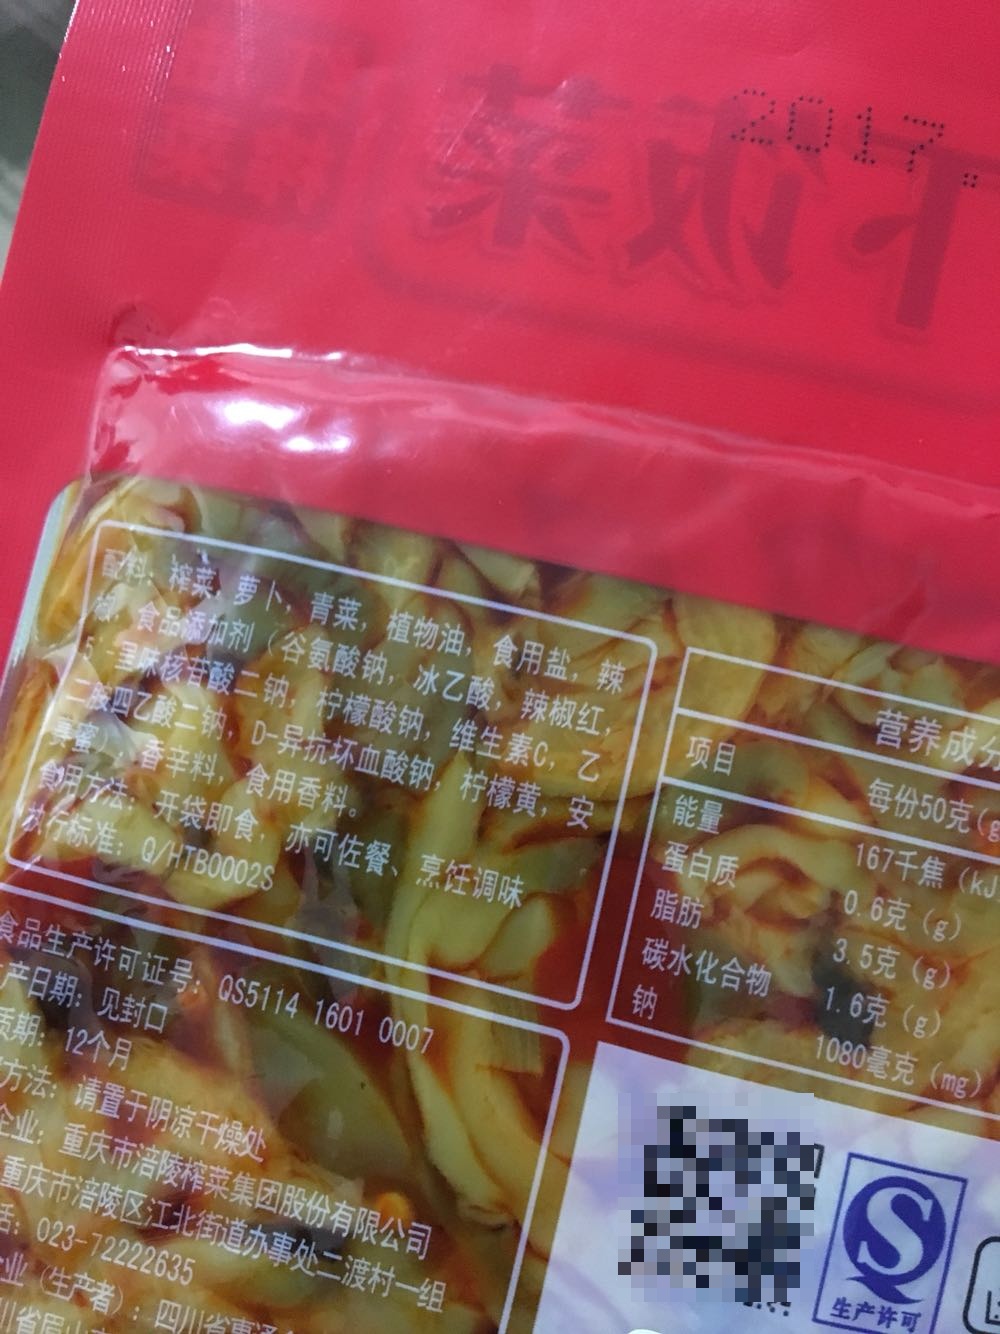 2017.
下饭菜
配料：榨菜，萝卜，青菜，植物油，食用盐，辣
椒，食品添加剂（谷氨酸钠，冰乙酸，辣椒红，
5-呈味核苷酸二钠，柠檬酸钠，维生素C，乙
二胺四乙酸二钠，D-异抗坏血酸钠，柠檬黄，安
赛蜜），香辛料，食用香料。
食用方法：开袋即食，亦可佐餐、烹饪调味
执行标准：Q/HTB0002S
营养成分
项目 每份50克(g
能量 167千焦（kJ
蛋白质 0.6克（g）
脂肪 3.5克（g）
碳水化合物 1.6克（g）
钠 1080毫克（mg）
食品生产许可证号：QS5114 1601 0007
产日期：见封口
质期：12个月
方法：请置于阴凉干燥处
企业：重庆市涪陵榨菜集团股份有限公司
重庆市涪陵区江北街道办事处二渡村一组
话：023-72222635
企业（生产者）：四川省惠通
川省眉山
生产许可